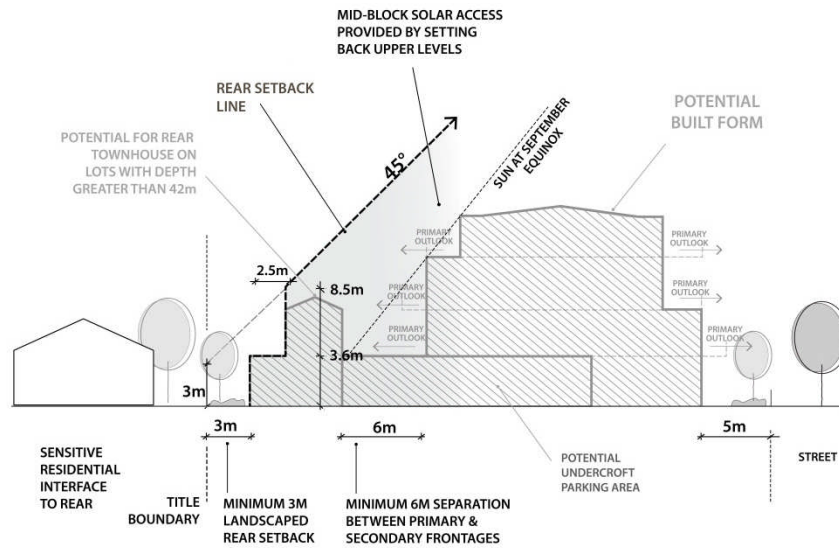 MID-BLOCK SOLAR ACCESS
PROVIDED BY SETTING
BACK UPPER LEVELS
REAR SETBACK
LINE
POTENTIAL FOR REAR
TOWNHOUSE ON
LOTS WITH DEPTH
GREATER THAN 42m
45°
SUN AT SEPTEMBER
EQUINOX
POTENTIAL
BUILT FORM
PRIMARY
OUTLOOK
PRIMARY
OUTLOOK
2.5m
8.5m
PRIMARY
OUTLOOK
PRIMARY
OUTLOOK
PRIMARY
OUTLOOK
PRIMARY
OUTLOOK
3.6m
3m
3m
6m
5m
SENSITIVE
RESIDENTIAL
INTERFACE
TO REAR
TITLE
BOUNDARY
MINIMUM 3M
LANDSCAPED
REAR SETBACK
MINIMUM 6M SEPARATION
BETWEEN PRIMARY &
SECONDARY FRONTAGES
POTENTIAL
UNDERCROFT
PARKING AREA
STREET